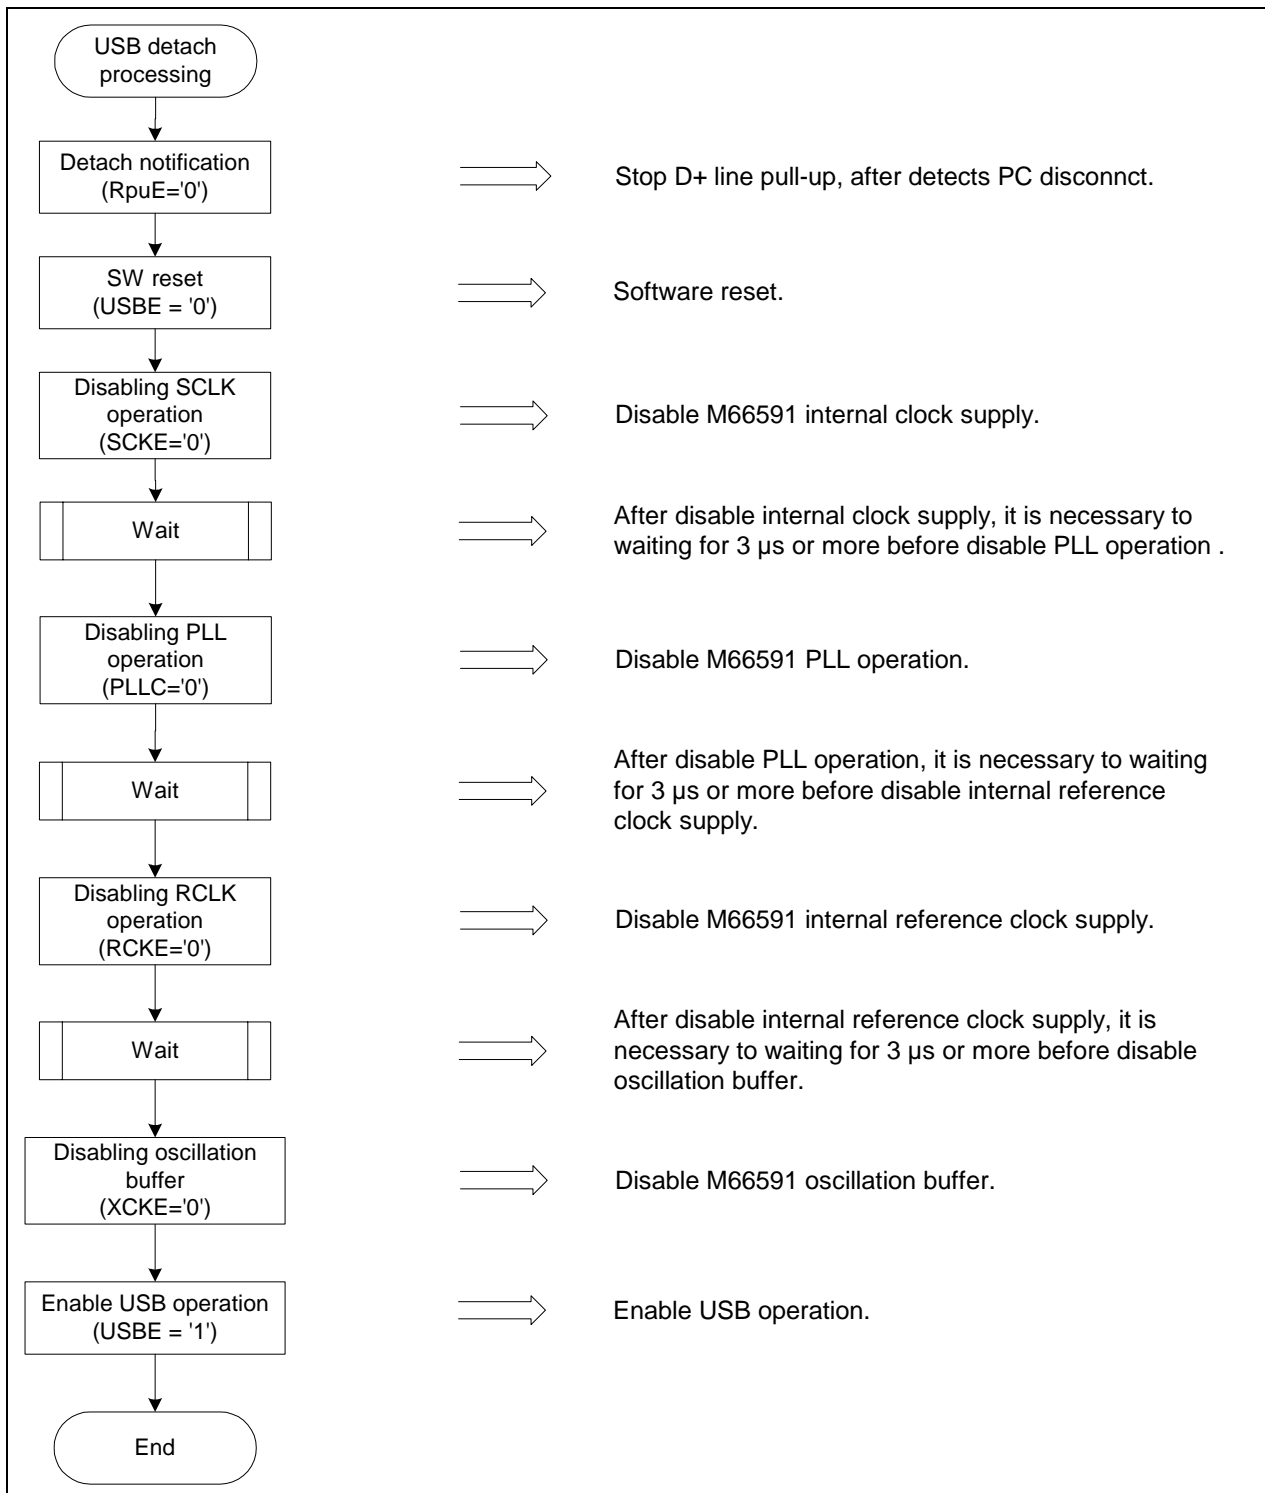 USB detach
processing
Detach notification
(RpuE='0')
Stop D+ line pull-up, after detects PC disconnct.
SW reset
(USBE = '0')
Software reset.
Disabling SCLK
operation
(SCKE='0')
Disable M66591 internal clock supply.
Wait
After disable internal clock supply, it is necessary to
waiting for 3 µs or more before disable PLL operation .
Disabling PLL
operation
(PLLC='0')
Disable M66591 PLL operation.
Wait
After disable PLL operation, it is necessary to waiting
for 3 µs or more before disable internal reference
clock supply.
Disabling RCLK
operation
(RCKE='0')
Disable M66591 internal reference clock supply.
Wait
After disable internal reference clock supply, it is
necessary to waiting for 3 µs or more before disable
oscillation buffer.
Disabling oscillation
buffer
(XCKE='0')
Disable M66591 oscillation buffer.
Enable USB operation
(USBE = '1')
Enable USB operation.
End